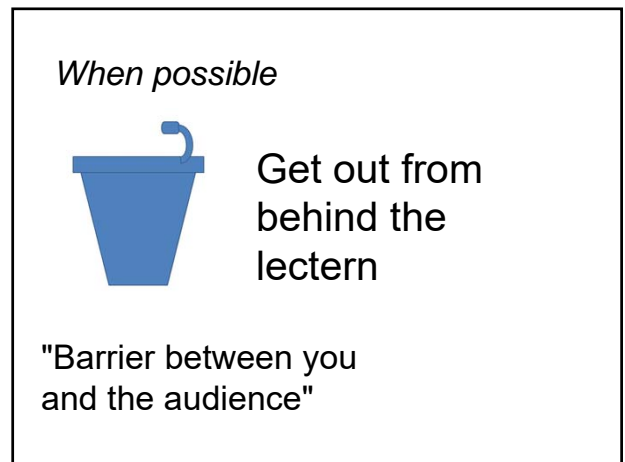 When possible
Get out from
behind the
lectern
"Barrier between you
and the audience"